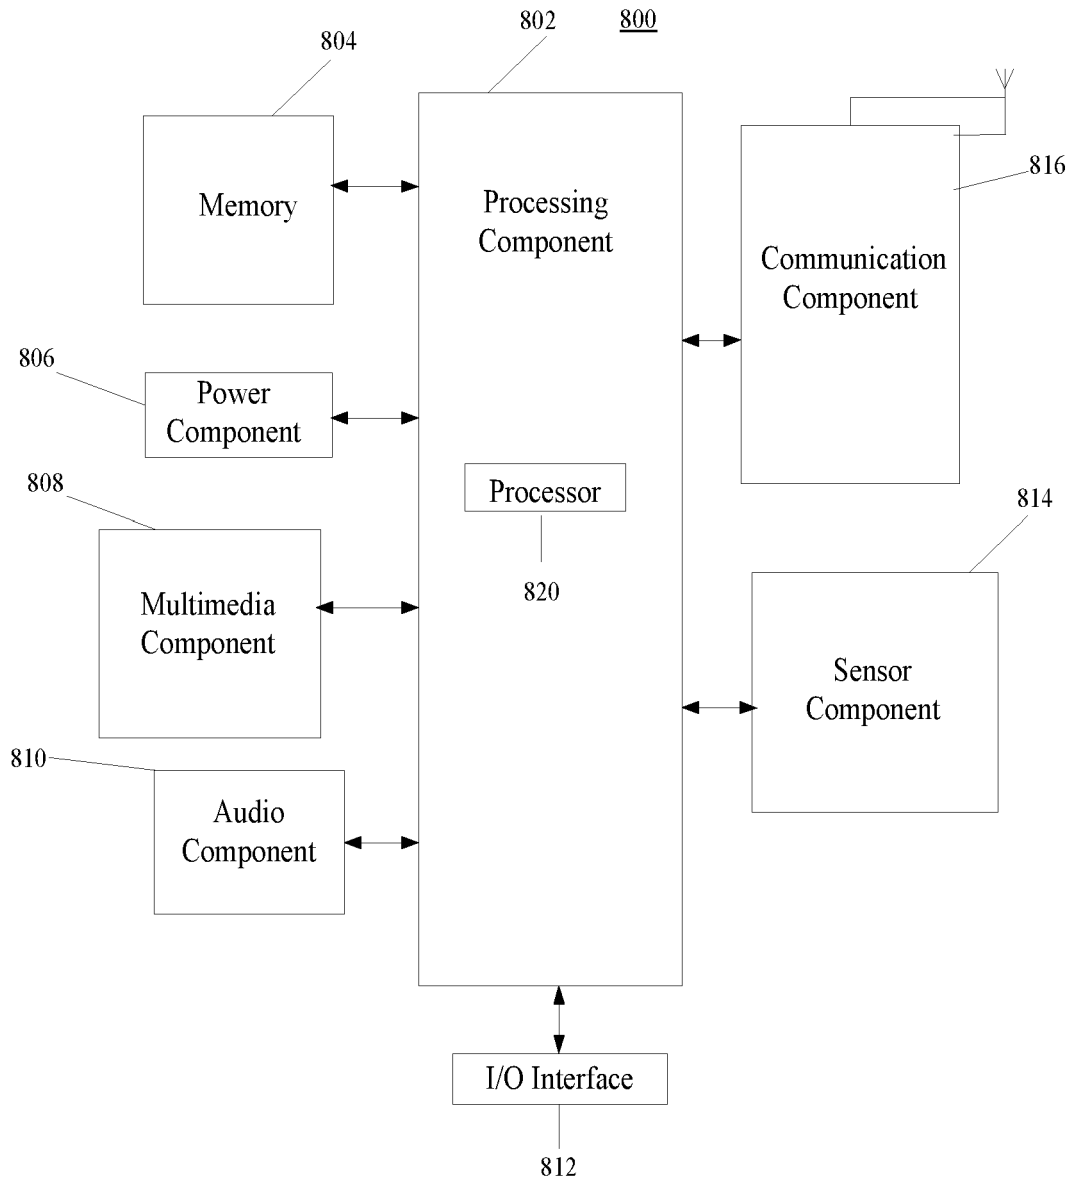 800
802
804
Memory
Processing
Component
816
Communication
Component
806
Power
Component
808
Processor
820
814
Multimedia
Component
Sensor
Component
810
Audio
Component
I/O Interface
812